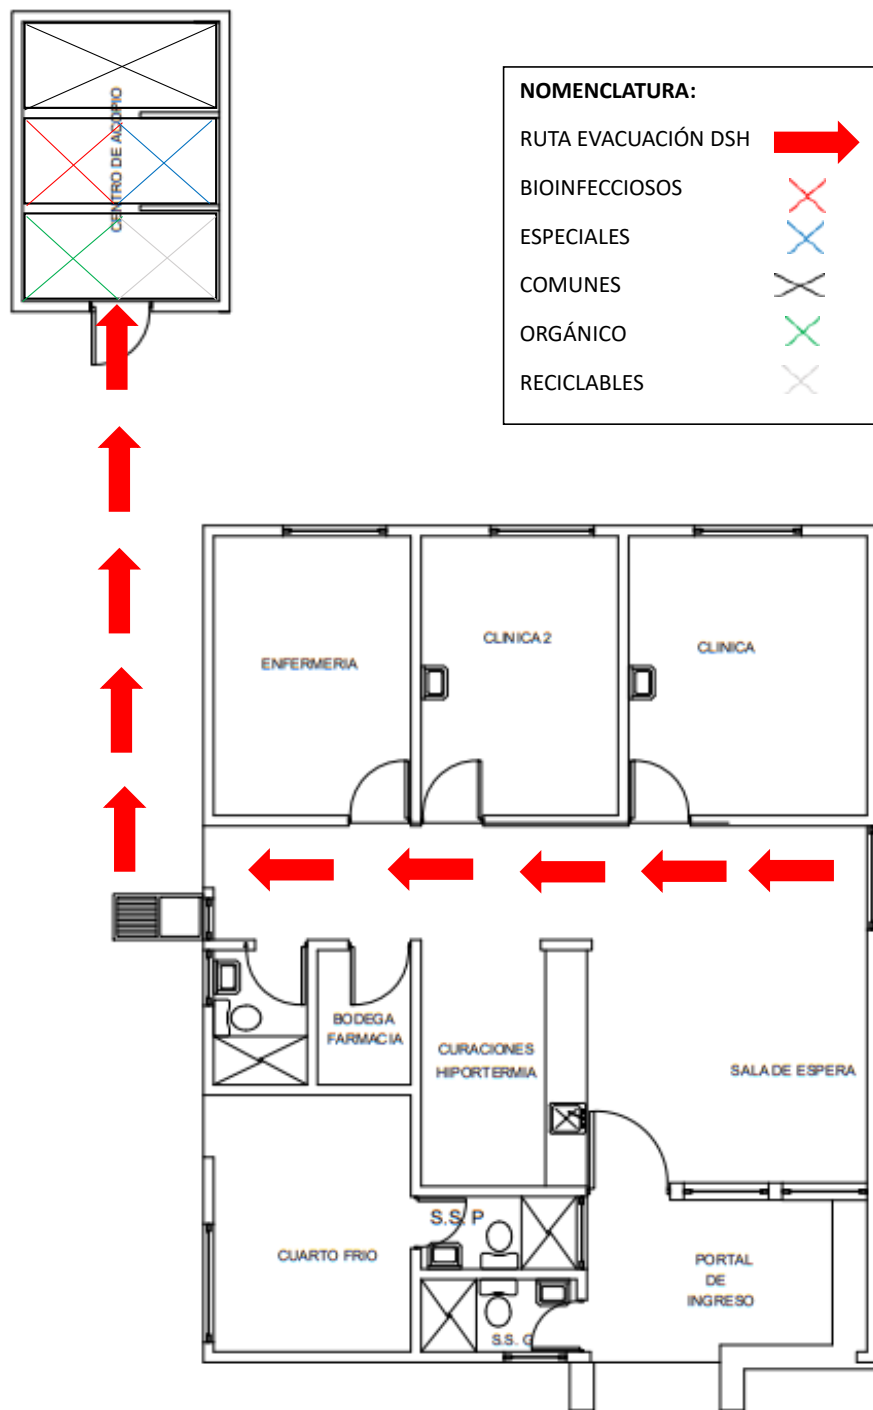 CENTRO DE ACOPIO
NOMENCLATURA:
RUTA EVACUACIÓN DSH
BIOINFECCIOSOS
ESPECIALES
COMUNES
ORGÁNICO
RECICLABLES
ENFERMERIA
CLINICA 2
CLINICA
BODEGA
FARMACIA
CURACIONES
HIPORTERMIA
SALA DE ESPERA
S.S. P
CUARTO FRIO
PORTAL
DE
INGRESO
S.S. G